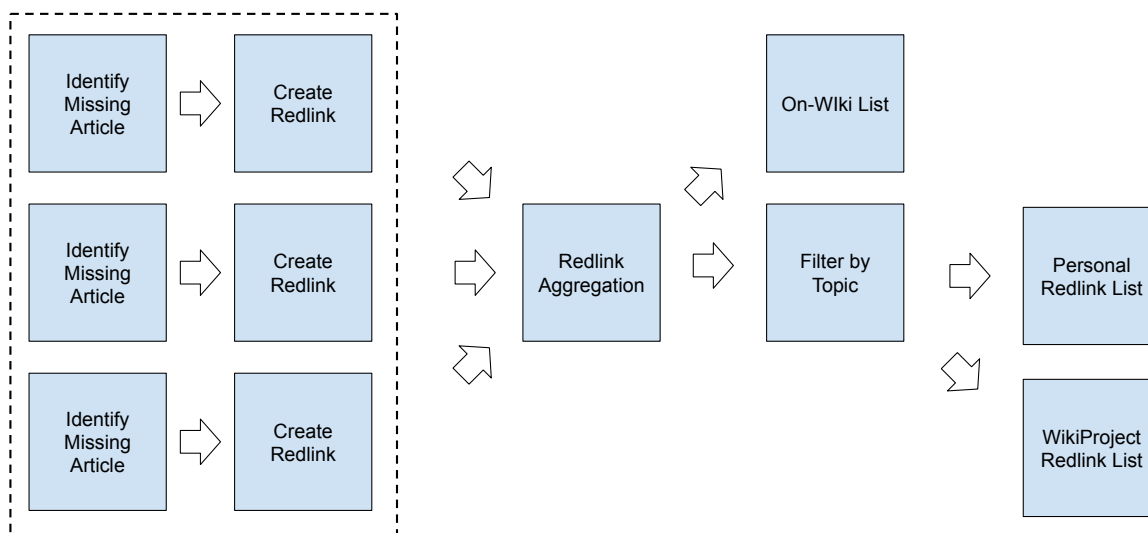 Identify
Missing
Article
Create
Redlink
Identify
Missing
Article
Create
Redlink
Identify
Missing
Article
Create
Redlink
Redlink
Aggregation
On-WIki List
Filter by
Topic
Personal
Redlink List
WikiProject
Redlink List